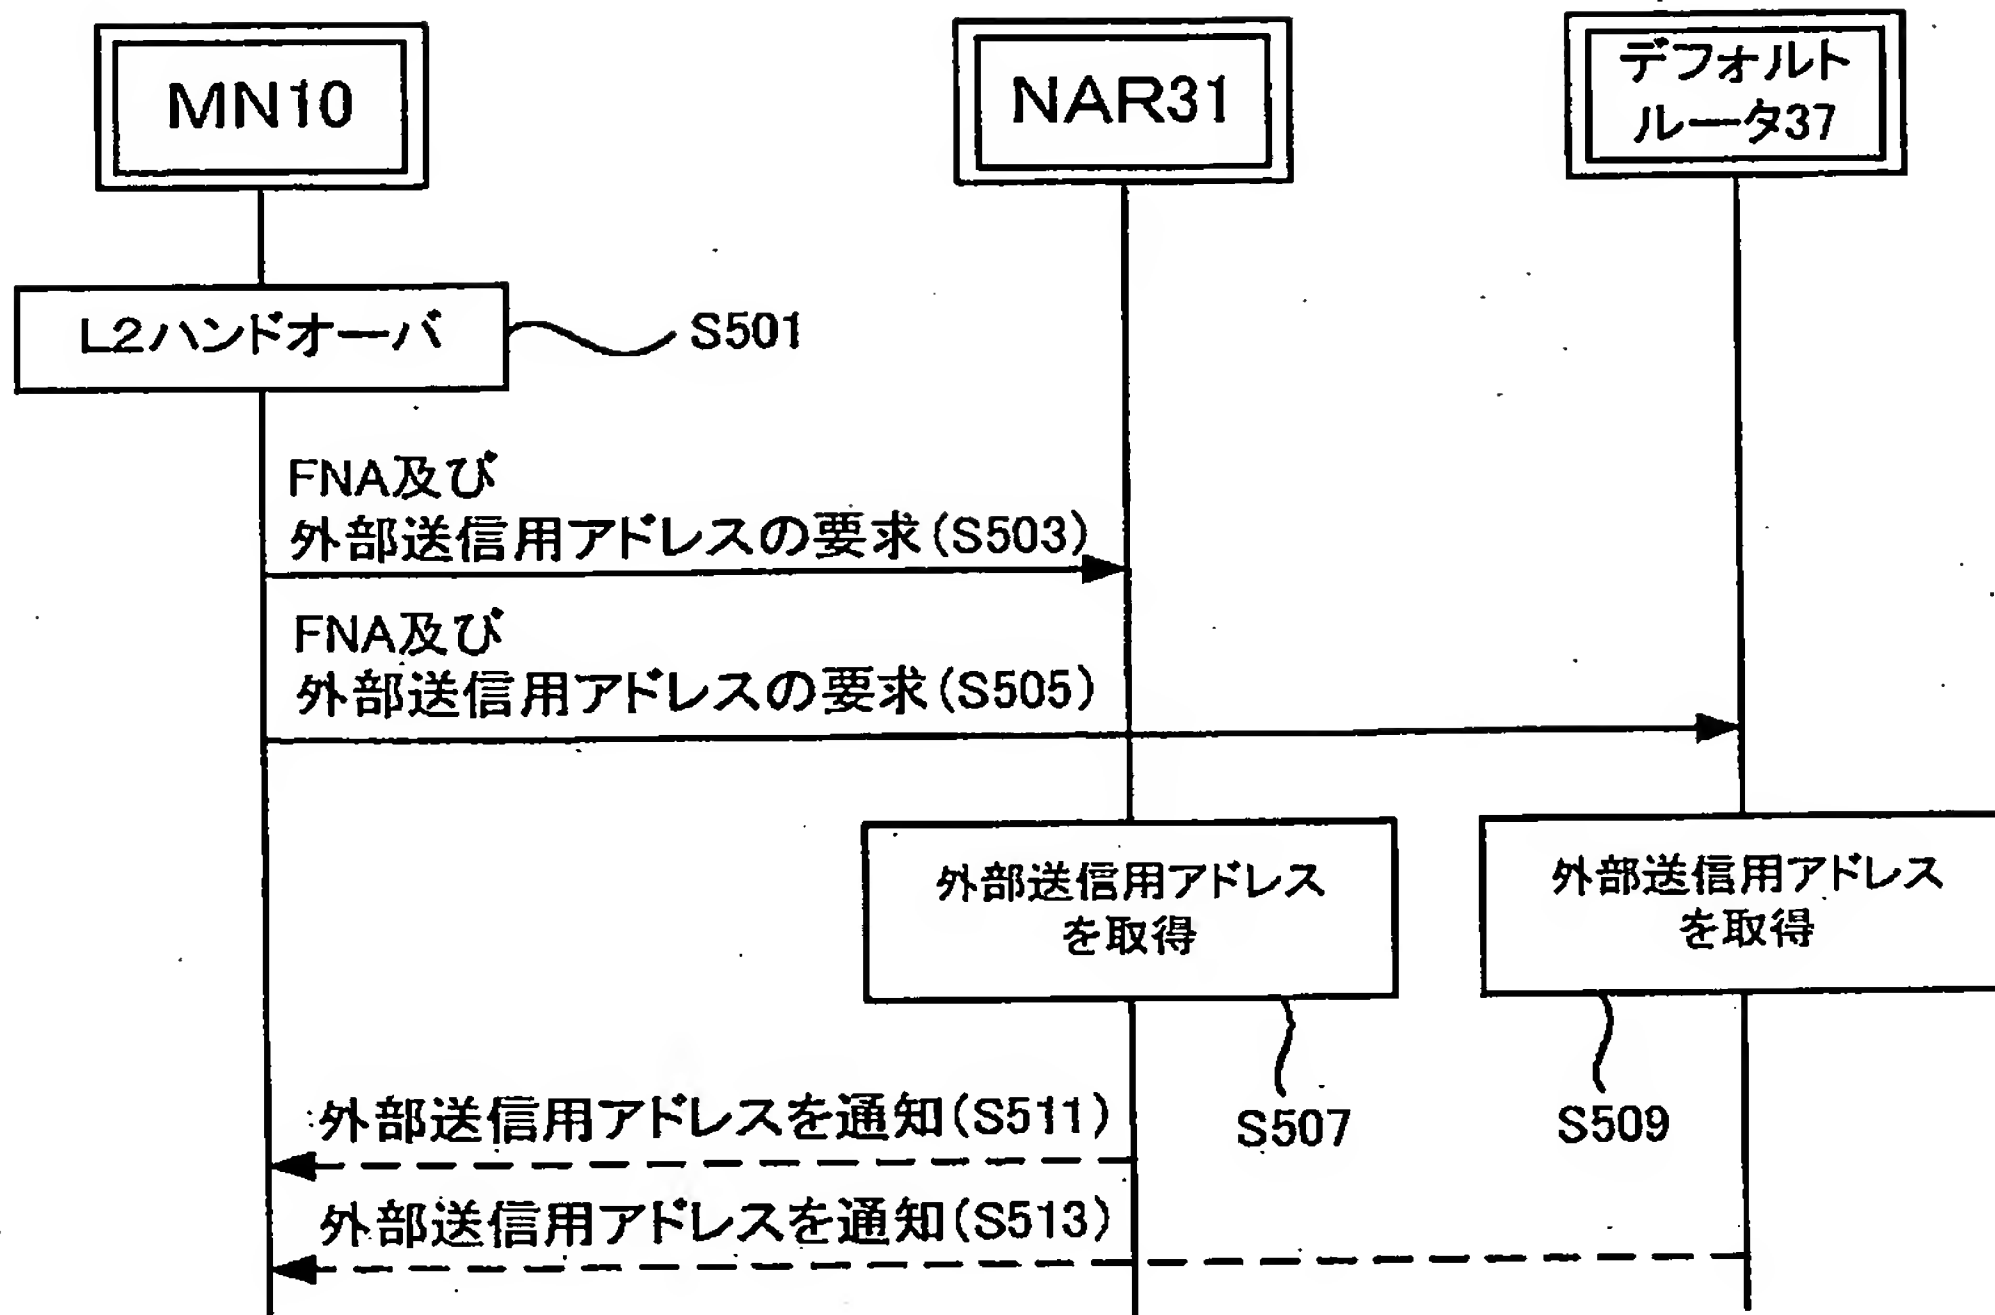 MN10
NAR31
デフォルト
ルータ37
L2ハンドオーバ
S501
FNA及び
外部送信用アドレスの要求(S503)
FNA及び
外部送信用アドレスの要求(S505)
外部送信用アドレス
を取得
外部送信用アドレス
を取得
S507
S509
外部送信用アドレスを通知(S511)
外部送信用アドレスを通知(S513)